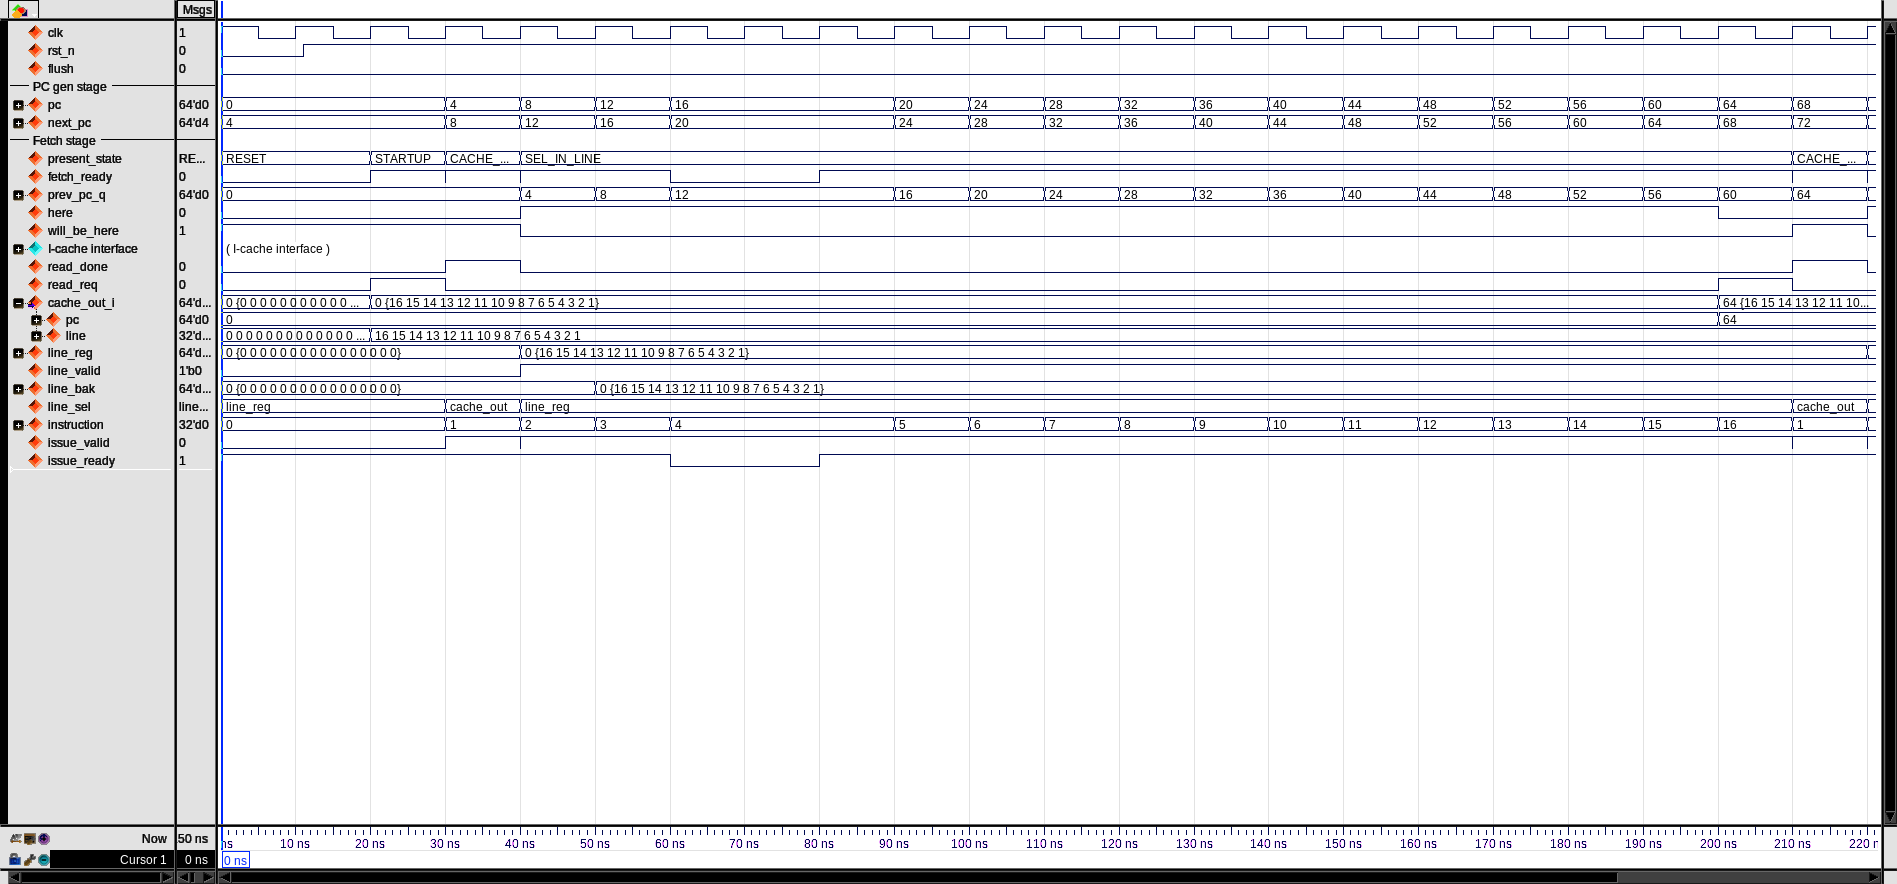 Msgs
clk 1
rst_n 0
flush 0
PC gen stage
pc 64'd0 0 4 8 12 16 20 24 28 32 36 40 44 48 52 56 60 64 68
next_pc 64'd4 4 8 12 16 20 24 28 32 36 40 44 48 52 56 60 64 68 72
Fetch stage
present_state RE... RESET STARTUP CACHE_... SEL_IN_LINE CACHE_...
fetch_ready 0
prev_pc_q 64'd0 0 4 8 12 16 20 24 28 32 36 40 44 48 52 56 60 64
here 0
will_be_here 1
I-cache interface ( I-cache interface )
read_done 0
read_req 0
cache_out_i 64'd... 0 {0 0 0 0 0 0 0 0 0 0 0 0 ... 0 {16 15 14 13 12 11 10 9 8 7 6 5 4 3 2 1} 64 {16 15 14 13 12 11 10...
pc 64'd0 0 64
line 32'd... 0 0 0 0 0 0 0 0 0 0 0 0 0 ... 16 15 14 13 12 11 10 9 8 7 6 5 4 3 2 1
line_reg 64'd... 0 {0 0 0 0 0 0 0 0 0 0 0 0 0 0 0 0} 0 {16 15 14 13 12 11 10 9 8 7 6 5 4 3 2 1}
line_valid 1'b0
line_bak 64'd... 0 {0 0 0 0 0 0 0 0 0 0 0 0 0 0 0 0} 0 {16 15 14 13 12 11 10 9 8 7 6 5 4 3 2 1}
line_sel line... line_reg cache_out line_reg cache_out
instruction 32'd0 0 1 2 3 4 5 6 7 8 9 10 11 12 13 14 15 16 1
issue_valid 0
issue_ready 1
Now 50 ns ns 10 ns 20 ns 30 ns 40 ns 50 ns 60 ns 70 ns 80 ns 90 ns 100 ns 110 ns 120 ns 130 ns 140 ns 150 ns 160 ns 170 ns 180 ns 190 ns 200 ns 210 ns 220 n
Cursor 1 0 ns 0 ns